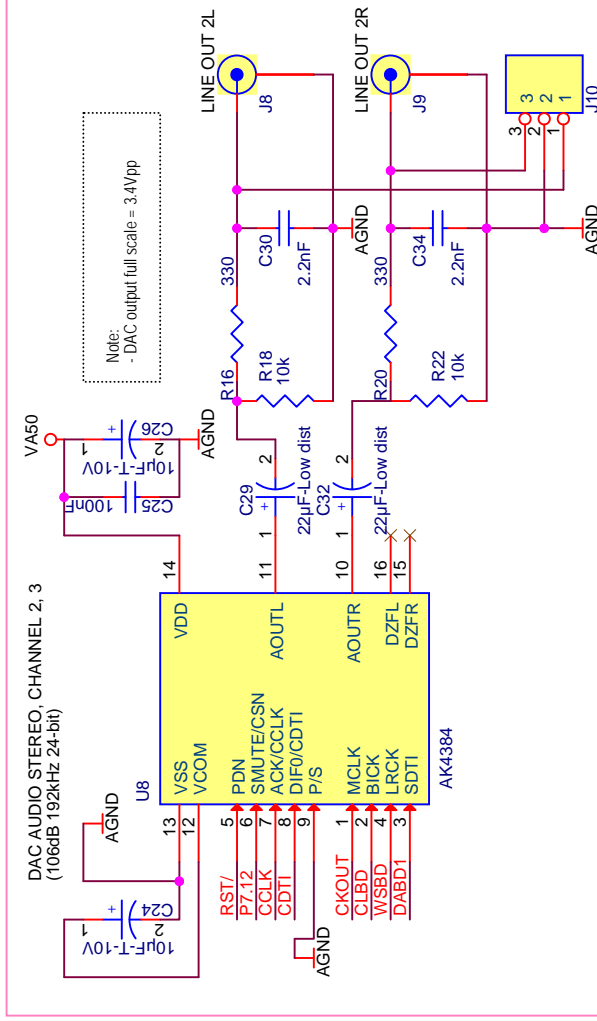 DAC AUDIO STEREO, CHANNEL 2, 3
(106dB 192kHz 24-bit)
Note:
- DAC output full scale = 3.4Vpp
LINE OUT 2L
J8
LINE OUT 2R
J9
J10
3
2
1
3
2
1
VA50
1
2
C26
+
10µF-T-10V
C25
100nF
AGND
1
2
C24
+
10µF-T-10V
AGND
U8
AK4384
13
VSS
12
VCOM
14
VDD
RST/
5
PDN
P7.12
6
SMUTE/CSN
CCLK
7
ACK/CCLK
CDTI
8
DIF0/CDTI
9
P/S
AGND
CKOUT
1
MCLK
CLBD
2
BICK
WSBD
4
LRCK
DABD1
3
SDTI
AOUTL
11
AOUTR
10
DZFL
16
DZFR
15
C29
1
+
2
22µF-Low dist
C32
1
+
2
22µF-Low dist
R16
330
R18
10k
C30
2.2nF
AGND
R20
330
R22
10k
C34
2.2nF
AGND